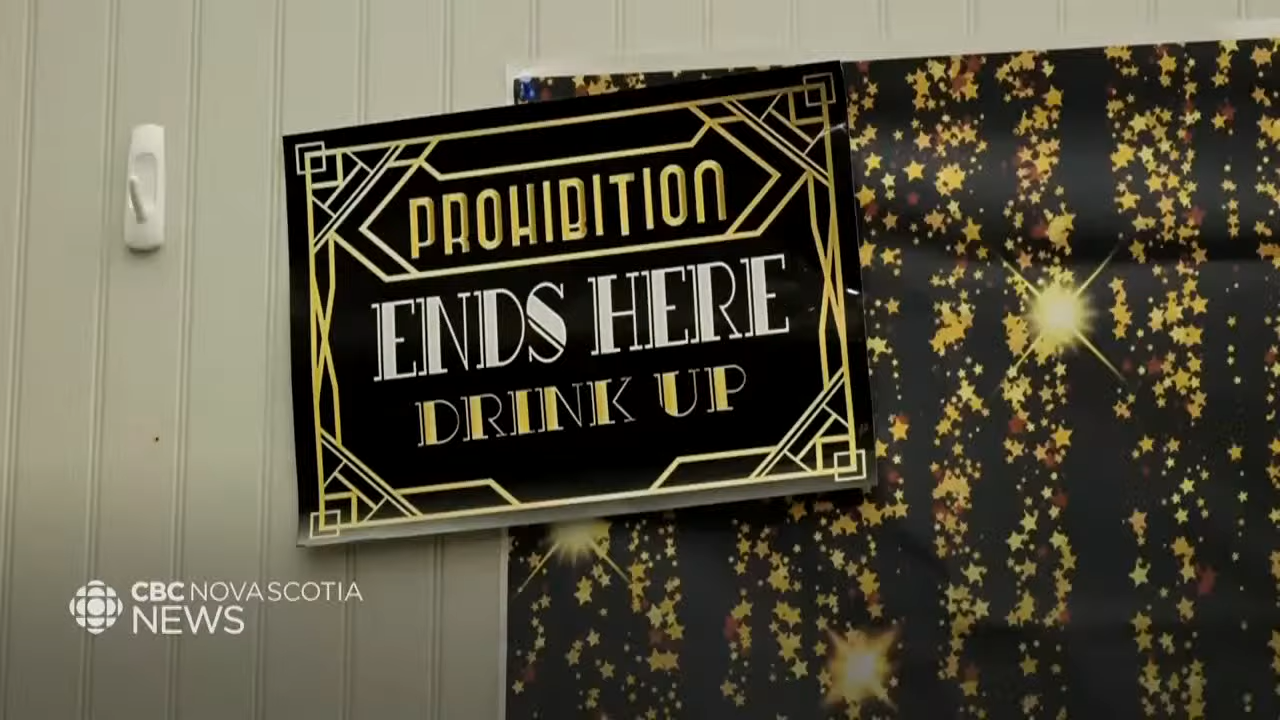 PROHIBITION
ENDS HERE
DRINK UP
CBC NOVA SCOTIA
NEWS